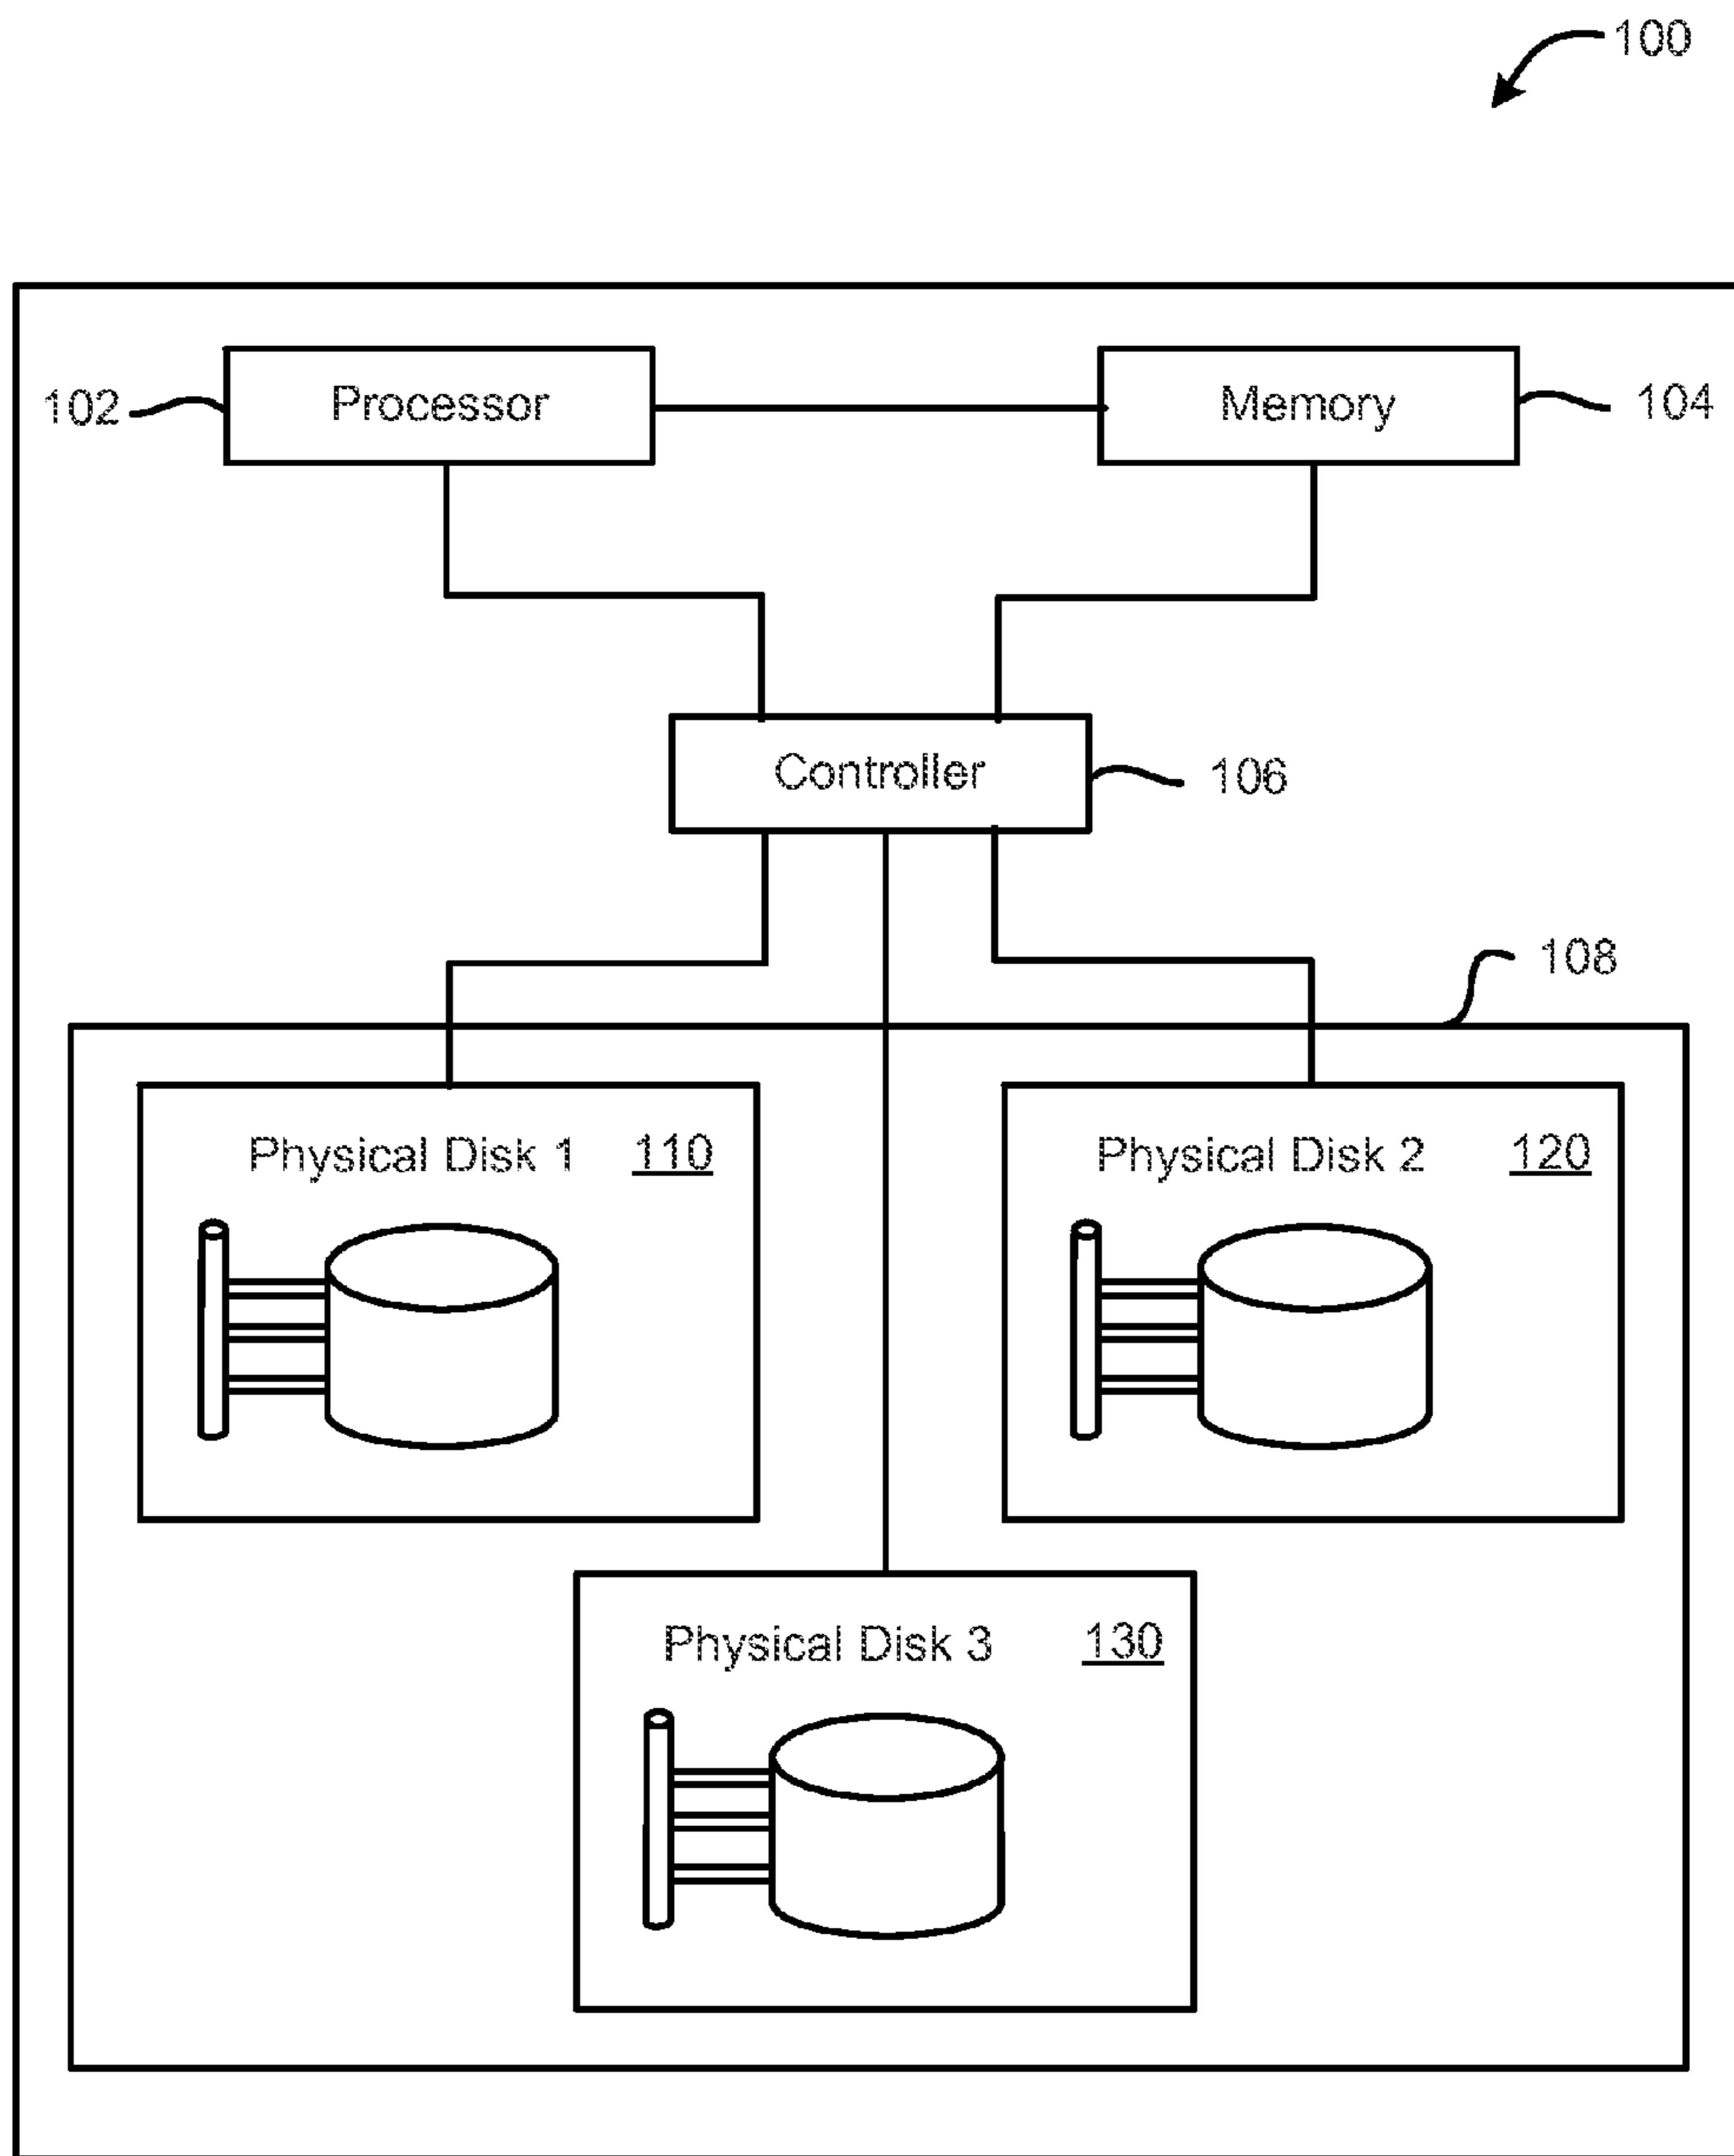 100
102 Processor Memory 104
Controller 106
108
Physical Disk 1 110 Physical Disk 2 120
Physical Disk 3 130